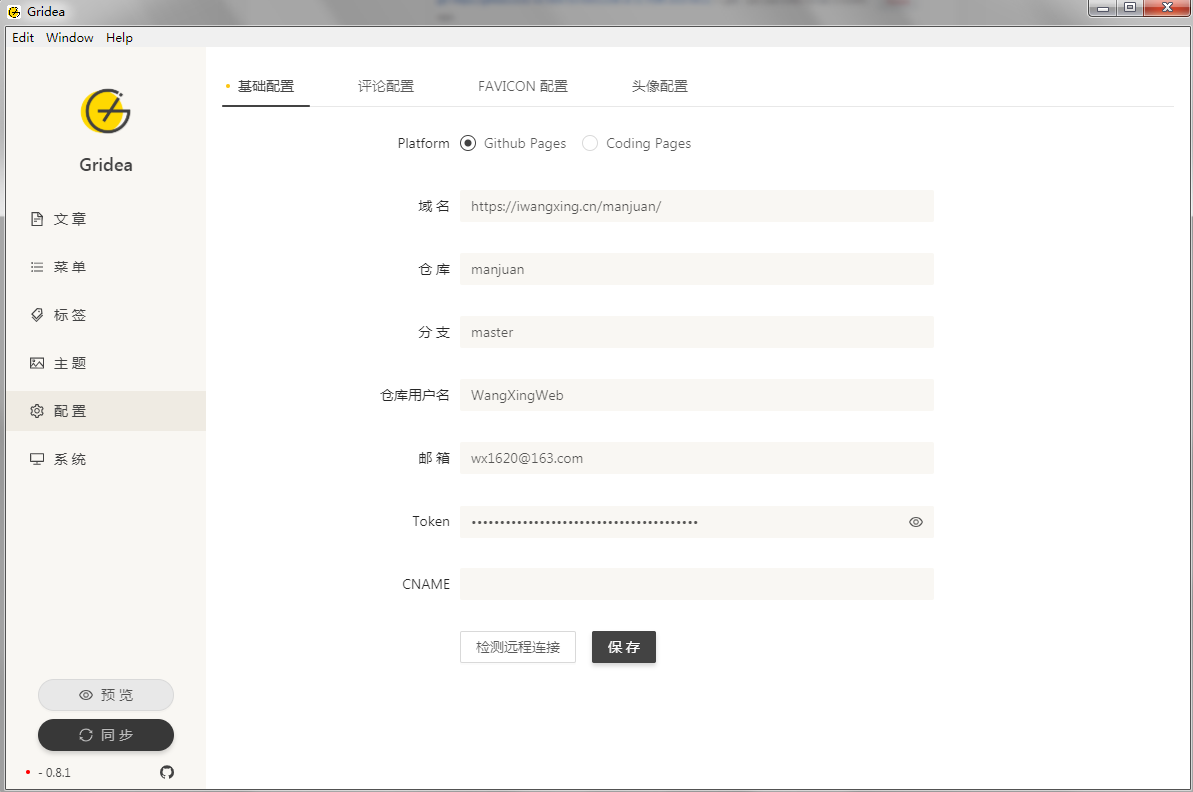 Gridea
Edit Window Help
Gridea
文章
菜单
标签
主题
配置
系统
预览
同步
- 0.8.1
基础配置 评论配置 FAVICON 配置 头像配置
Platform Github Pages Coding Pages
域名 https://iwangxing.cn/manjuan/
仓库 manjuan
分支 master
仓库用户名 WangXingWeb
邮箱 wx1620@163.com
Token ••••••••••••••••••••••••••••••••••••••••
CNAME
检测远程连接 保存